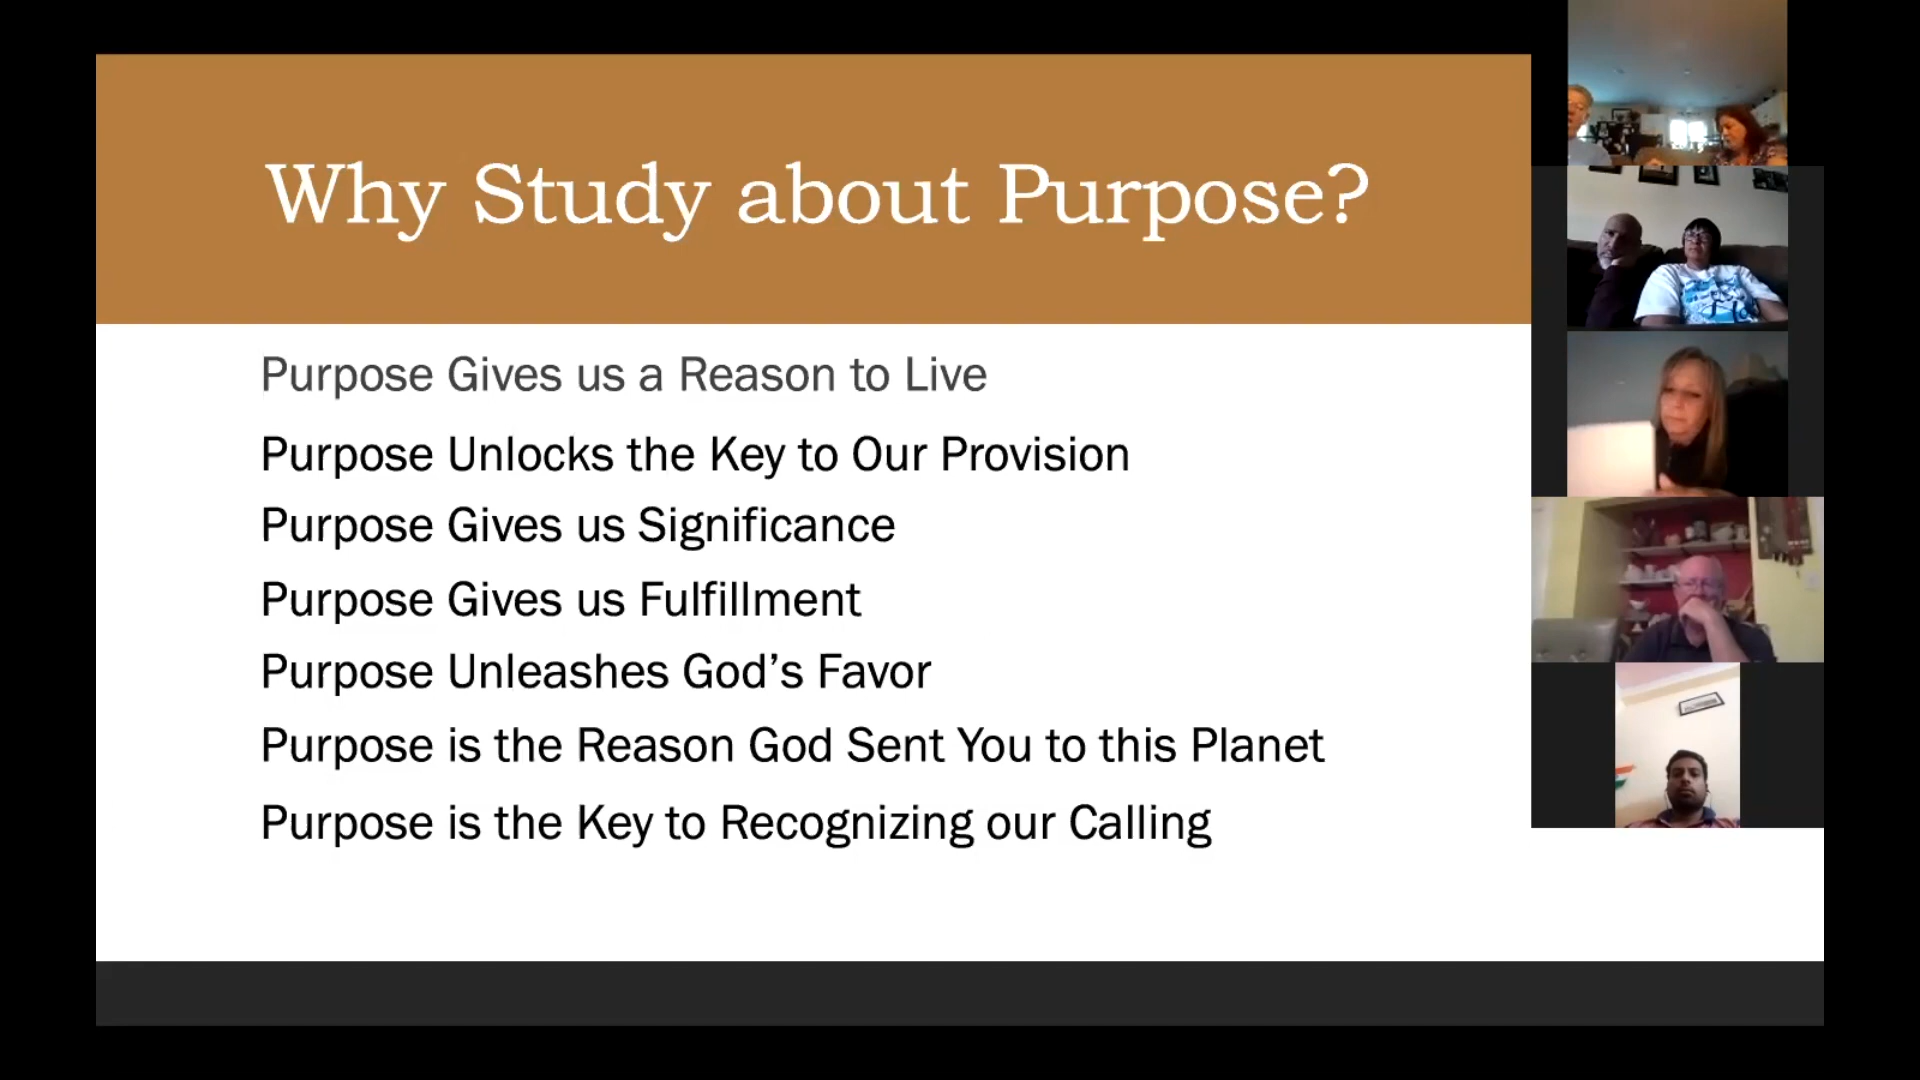 Why Study about Purpose?
Purpose Gives us a Reason to Live
Purpose Unlocks the Key to Our Provision
Purpose Gives us Significance
Purpose Gives us Fulfillment
Purpose Unleashes God’s Favor
Purpose is the Reason God Sent You to this Planet
Purpose is the Key to Recognizing our Calling